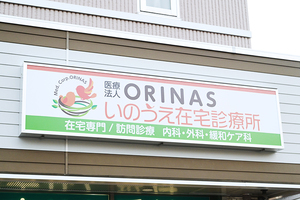 Med. Corp. ORINAS
医療法人 ORINAS
いのうえ在宅診療所
在宅専門/訪問診療 内科・外科・緩和ケア科